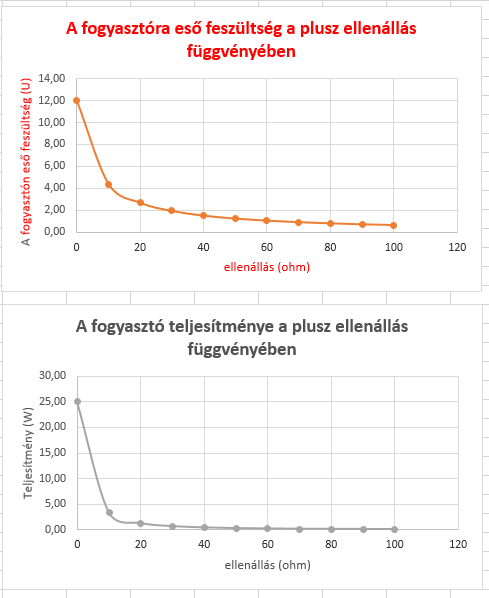 A fogyasztóra eső feszültség a plusz ellenállás
függvényében
A fogyasztón eső feszültség (U)
14,00
12,00
10,00
8,00
6,00
4,00
2,00
0,00
0 20 40 60 80 100 120
ellenállás (ohm)
A fogyasztó teljesítménye a plusz ellenállás
függvényében
Teljesítmény (W)
30,00
25,00
20,00
15,00
10,00
5,00
0,00
0 20 40 60 80 100 120
ellenállás (ohm)